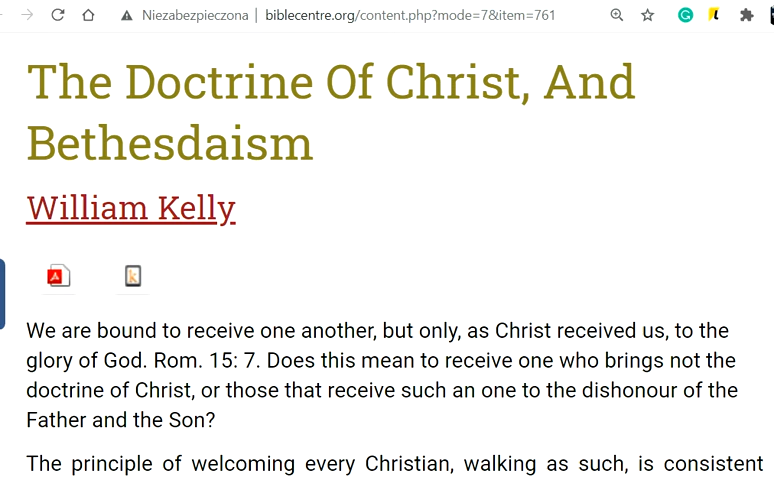 Niezabezpieczona | biblecentre.org/content.php?mode=7&item=761
The Doctrine Of Christ, And
Bethesdaism
William Kelly
We are bound to receive one another, but only, as Christ received us, to the
glory of God. Rom. 15: 7. Does this mean to receive one who brings not the
doctrine of Christ, or those that receive such an one to the dishonour of the
Father and the Son?
The principle of welcoming every Christian, walking as such, is consistent